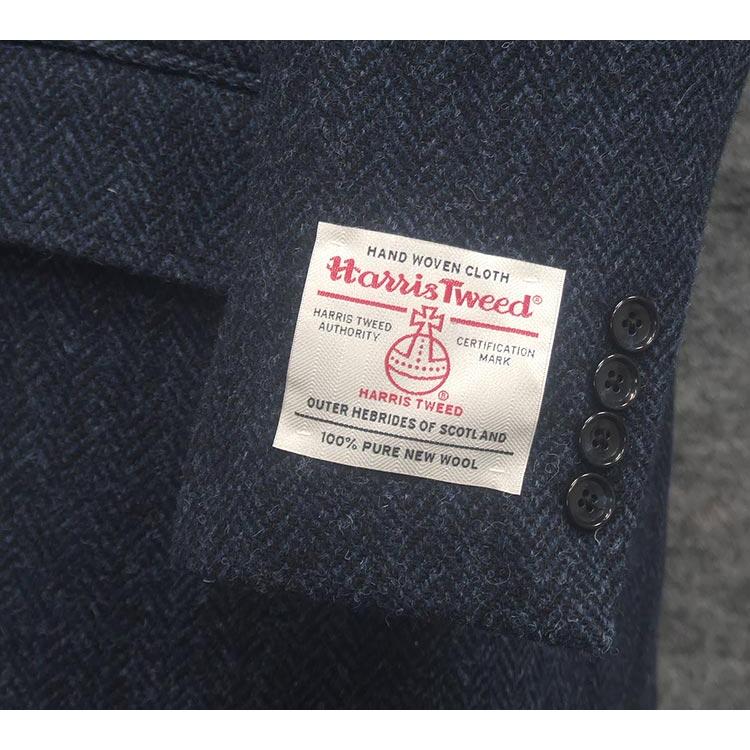 HAND WOVEN CLOTH
Harris Tweed®
HARRIS TWEED
AUTHORITY
CERTIFICATION
MARK
®
HARRIS TWEED
OUTER HEBRIDES OF SCOTLAND
100% PURE NEW WOOL